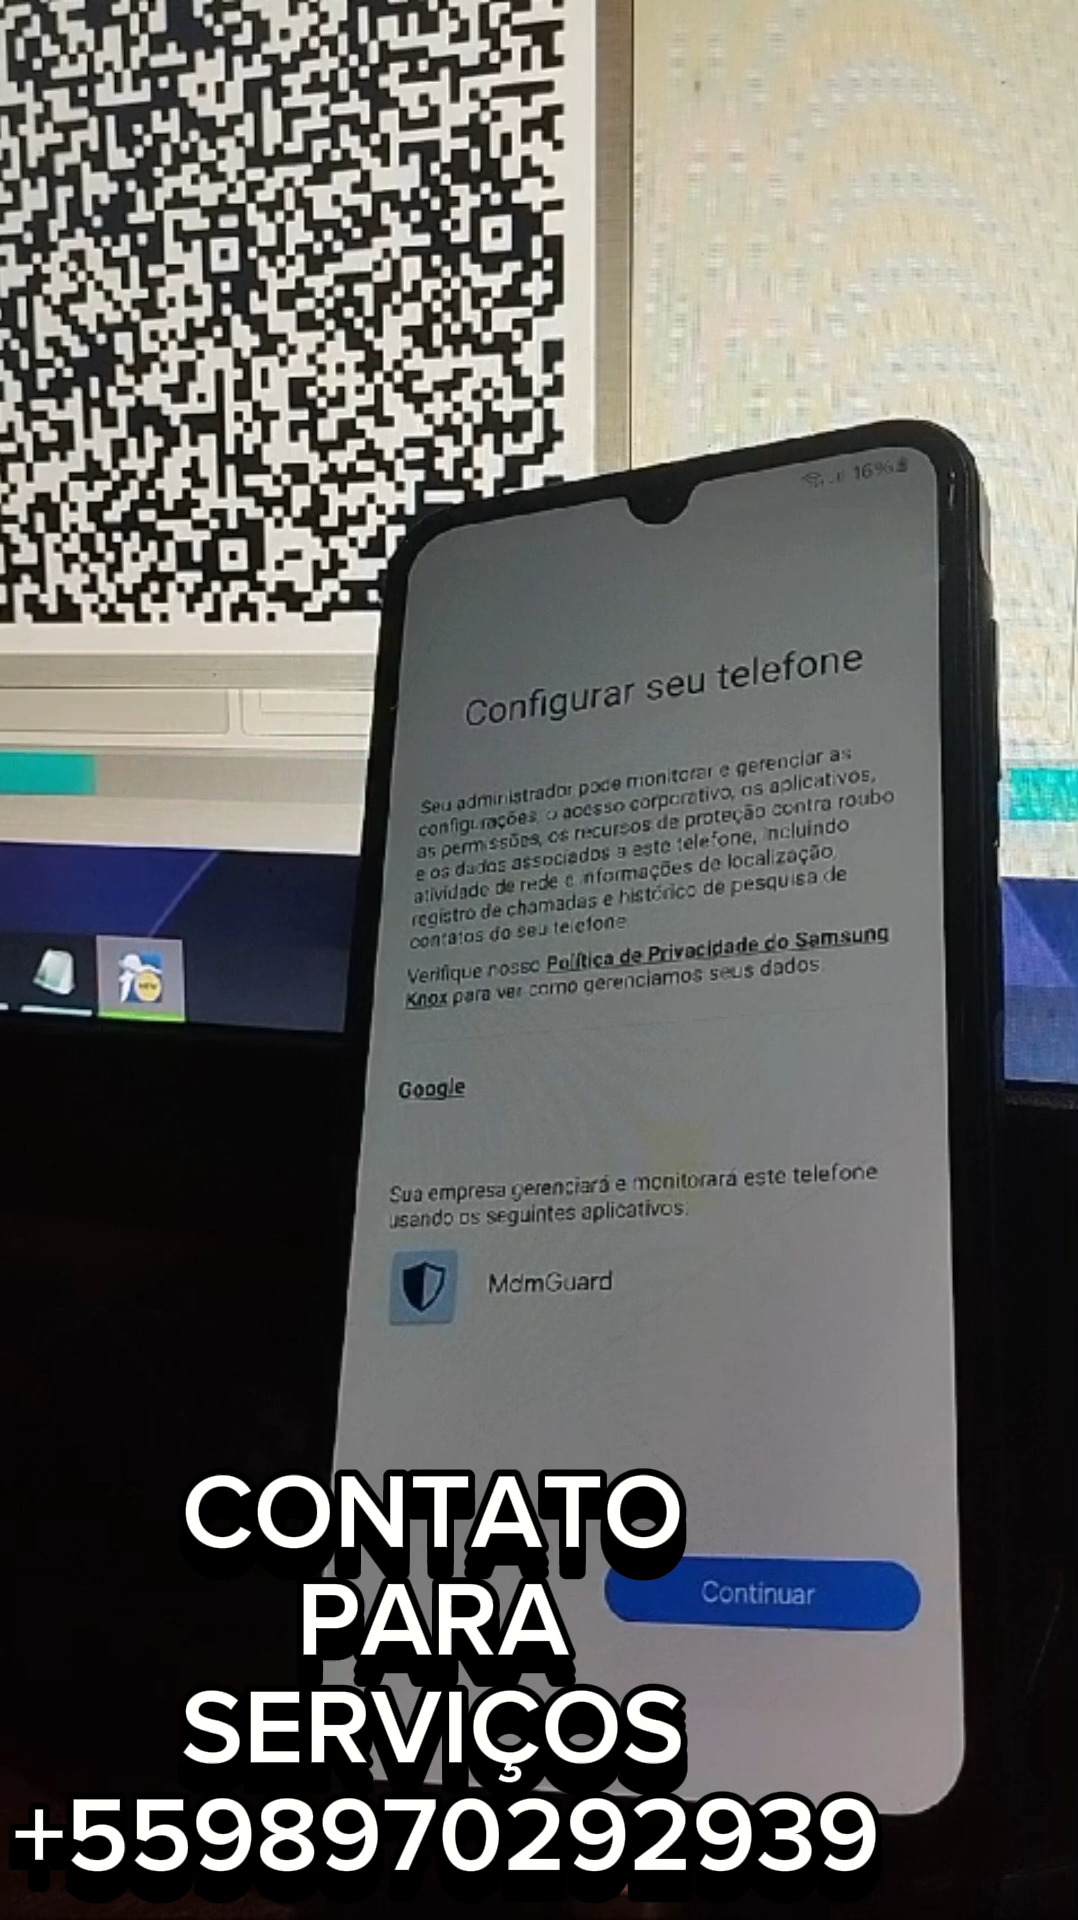 16%
Configurar seu telefone
Seu administrador pode monitorar e gerenciar as
configurações, o acesso corporativo, os aplicativos,
as permissões, os recursos de proteção contra roubo
e os dados associados a este telefone, incluindo
atividade de rede e informações de localização,
registro de chamadas e histórico de pesquisa de
contatos do seu telefone.
Verifique nosso Política de Privacidade do Samsung
Knox para ver como gerenciamos seus dados.
Google
Sua empresa gerenciará e monitorará este telefone
usando os seguintes aplicativos:
MdmGuard
Continuar
NEW
CONTATO
PARA
SERVIÇOS
+5598970292939